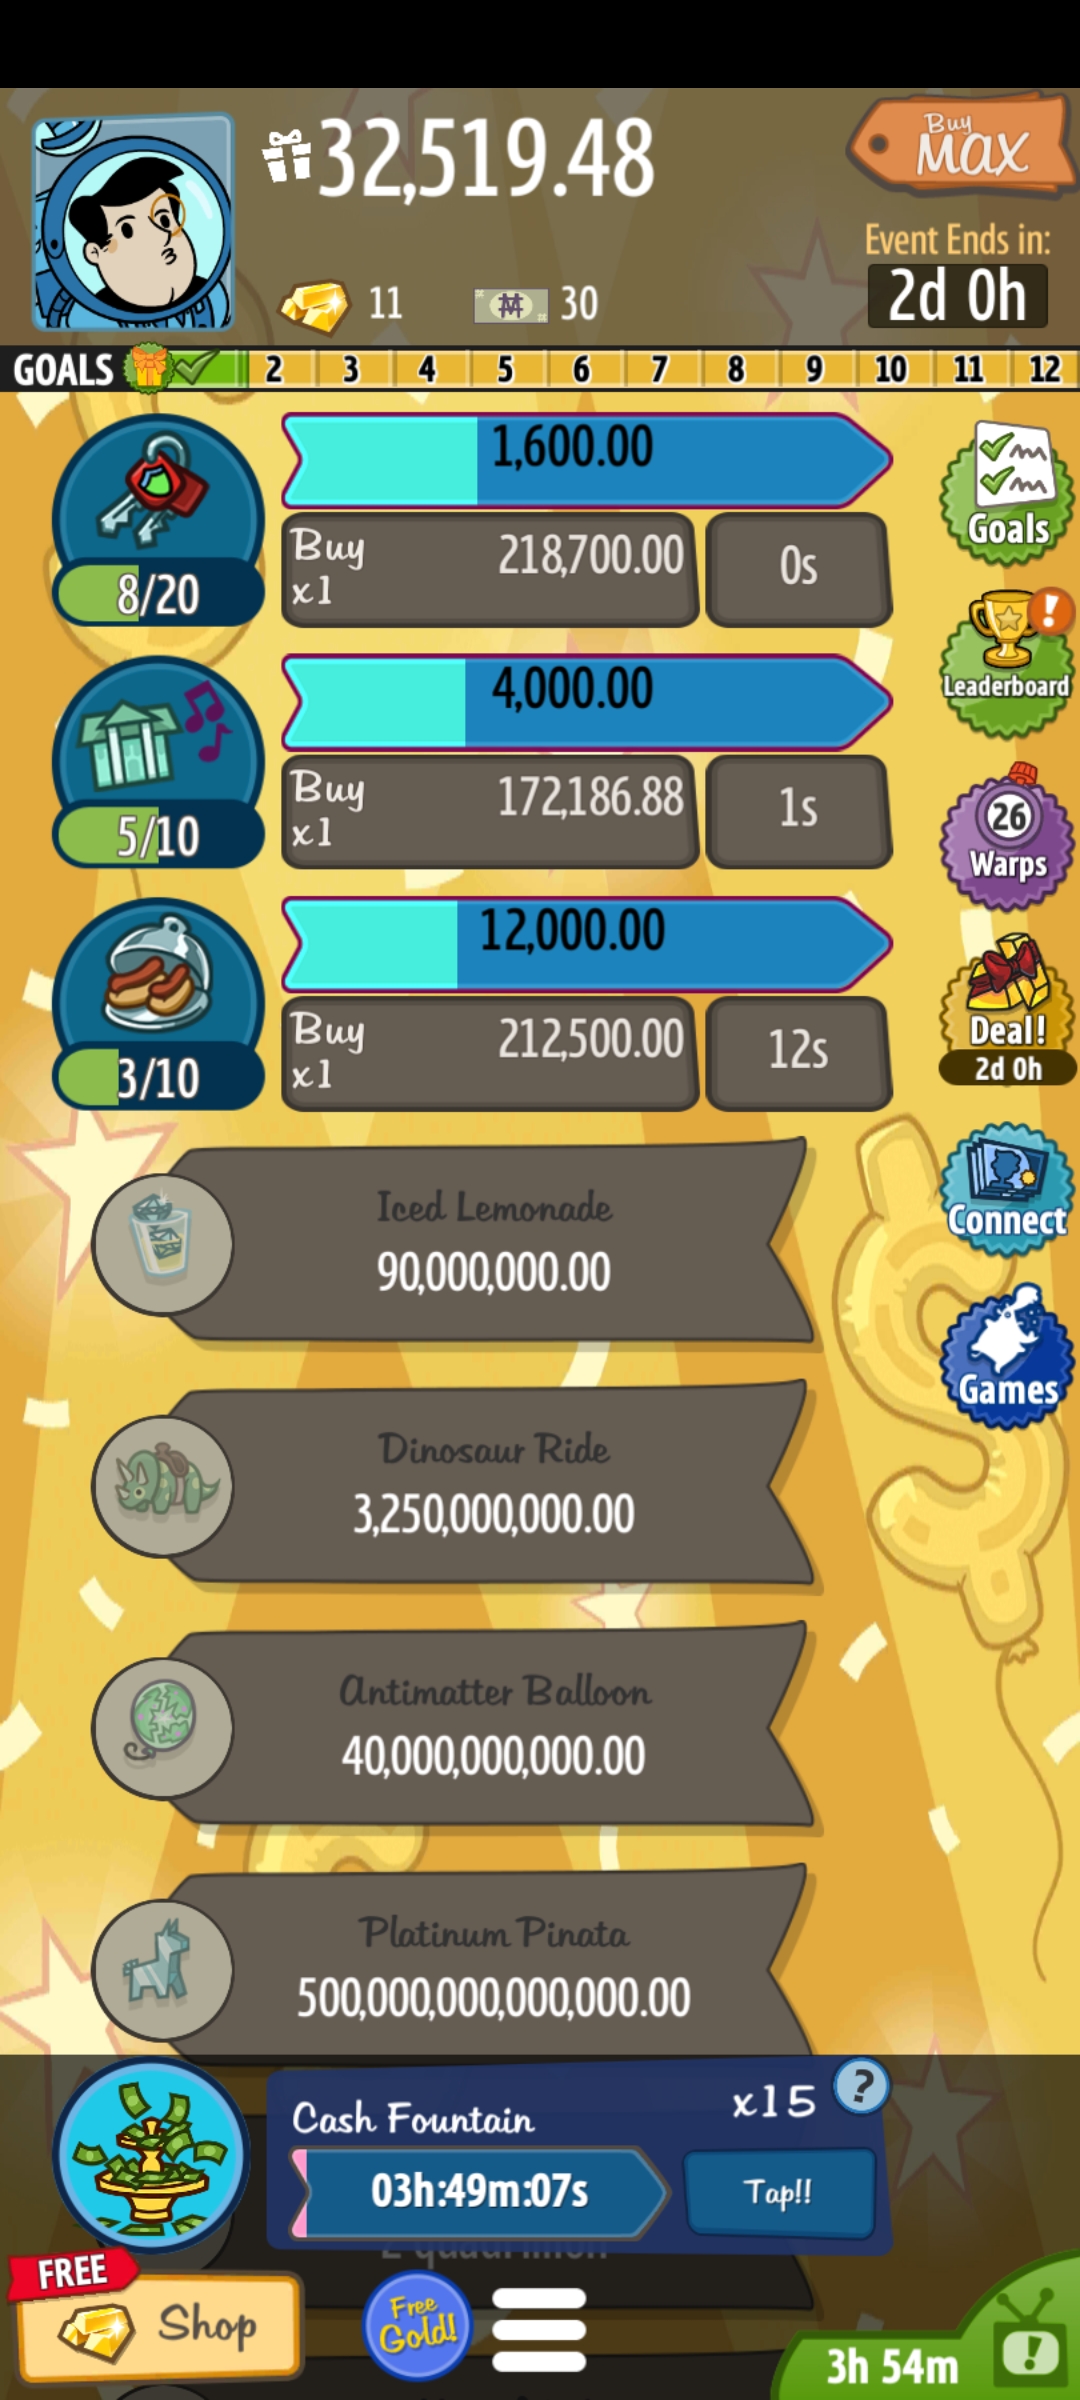 32,519.48
Buy
MAX
11
30
Event Ends in:
2d 0h
GOALS 2 3 4 5 6 7 8 9 10 11 12
1,600.00
Buy
x1
218,700.00
0s
8/20
Goals
4,000.00
Buy
x1
172,186.88
1s
5/10
!
Leaderboard
26
Warps
12,000.00
Buy
x1
212,500.00
12s
3/10
Deal!
2d 0h
Iced Lemonade
90,000,000.00
Connect
Dinosaur Ride
3,250,000,000.00
Games
Antimatter Balloon
40,000,000,000.00
Platinum Pinata
500,000,000,000,000.00
Cash Fountain
x15
?
03h:49m:07s
Tap!!
FREE
Shop
Free
Gold!
3h 54m
!